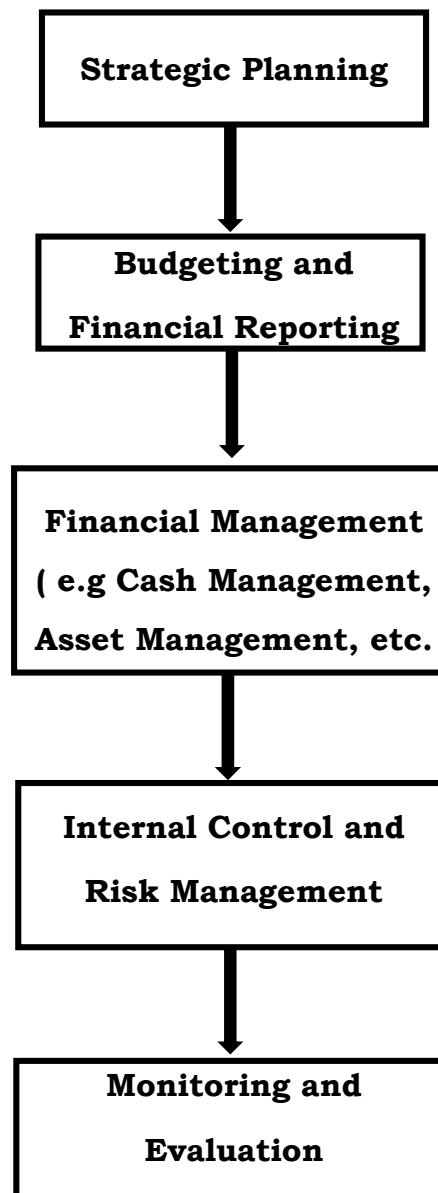 Strategic Planning
Budgeting and
Financial Reporting
Financial Management
( e.g Cash Management,
Asset Management, etc.
Internal Control and
Risk Management
Monitoring and
Evaluation